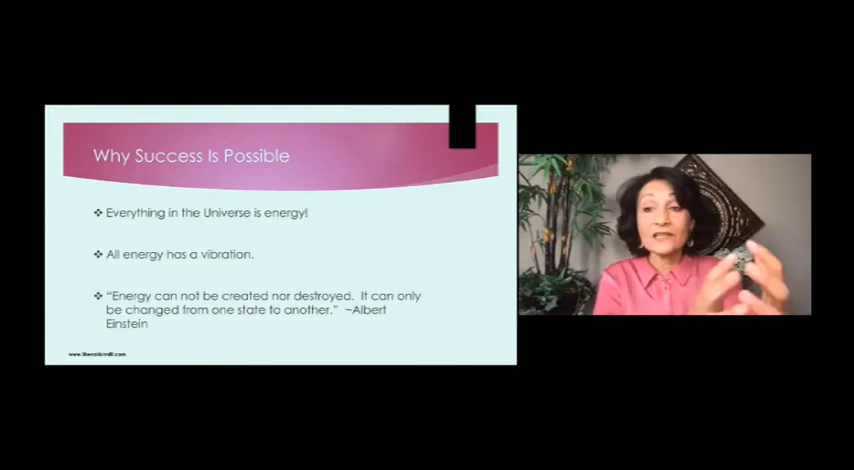 Why Success Is Possible
Everything in the Universe is energy!
All energy has a vibration.
“Energy can not be created nor destroyed. It can only
be changed from one state to another.” ~Albert
Einstein